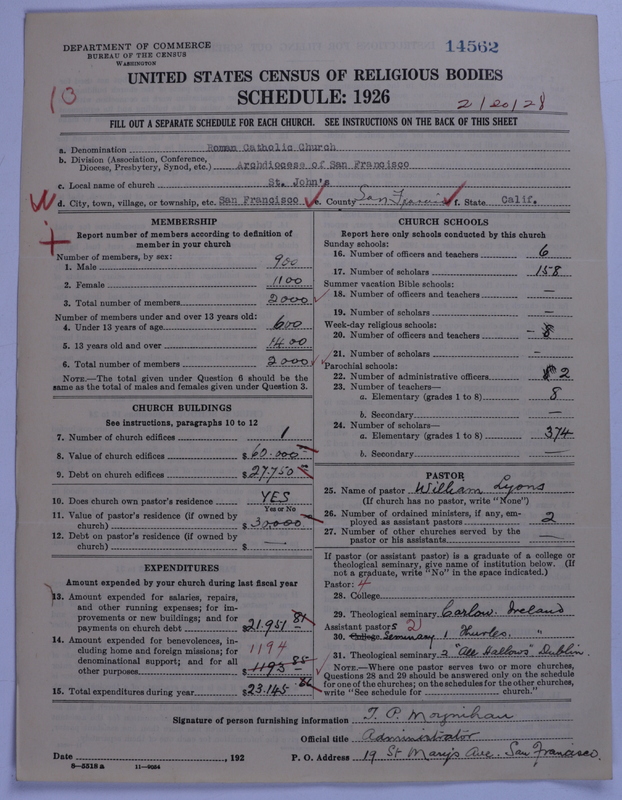 DEPARTMENT OF COMMERCE
BUREAU OF THE CENSUS
WASHINGTON
14562
UNITED STATES CENSUS OF RELIGIOUS BODIES
SCHEDULE: 1926
10
2/20/28
FILL OUT A SEPARATE SCHEDULE FOR EACH CHURCH. SEE INSTRUCTIONS ON THE BACK OF THIS SHEET
a. Denomination Roman Catholic Church
b. Division (Association, Conference, Diocese, Presbytery, Synod, etc.) Archdiocese of San Francisco
c. Local name of church St. John's
d. City, town, village, or township, etc. San Francisco e. County San Francisco f. State Calif.
MEMBERSHIP
Report number of members according to definition of
member in your church
Number of members, by sex:
1. Male 900
2. Female 1100
3. Total number of members 2000
Number of members under and over 13 years old:
4. Under 13 years of age 600
5. 13 years old and over 1400
6. Total number of members 2000
NOTE.—The total given under Question 6 should be the
same as the total of males and females given under Question 3.
CHURCH BUILDINGS
See instructions, paragraphs 10 to 12
7. Number of church edifices 1
8. Value of church edifices $60.000
9. Debt on church edifices $27.750
10. Does church own pastor's residence YES
Yes or No
11. Value of pastor's residence (if owned by
church) $30,000
12. Debt on pastor's residence (if owned by
church) $ —
EXPENDITURES
Amount expended by your church during last fiscal year
13. Amount expended for salaries, repairs,
and other running expenses; for im-
provements or new buildings; and for
payments on church debt $21.951 81
14. Amount expended for benevolences, in-
cluding home and foreign missions; for
denominational support; and for all
other purposes 1194 $1193 85
15. Total expenditures during year $23.145 86
CHURCH SCHOOLS
Report here only schools conducted by this church
Sunday schools:
16. Number of officers and teachers 6
17. Number of scholars 158
Summer vacation Bible schools:
18. Number of officers and teachers —
19. Number of scholars —
Week-day religious schools:
20. Number of officers and teachers - 8
21. Number of scholars -
Parochial schools:
22. Number of administrative officers 2
23. Number of teachers—
a. Elementary (grades 1 to 8) 8
b. Secondary —
24. Number of scholars—
a. Elementary (grades 1 to 8) 374
b. Secondary —
PASTOR
25. Name of pastor William Lyons
(If church has no pastor, write "None")
26. Number of ordained ministers, if any, em-
ployed as assistant pastors 2
27. Number of other churches served by the
pastor or his assistants —
If pastor (or assistant pastor) is a graduate of a college or
theological seminary, give name of institution below. (If
not a graduate, write "No" in the space indicated.)
Pastor: 4
28. College
29. Theological seminary Carlow. Ireland
Assistant pastors 2
30. College Seminary 1 Thurles. "
31. Theological seminary 2 "All Hallows" Dublin.
NOTE.—Where one pastor serves two or more churches,
Questions 28 and 29 should be answered only on the schedule
for one of the churches; on the schedules for the other churches,
write "See schedule for church."
Signature of person furnishing information T. P. Moynihan
Official title Administrator
Date , 192 P. O. Address 19 St Marys Ave. San Francisco.
8—5518 a 11—9054